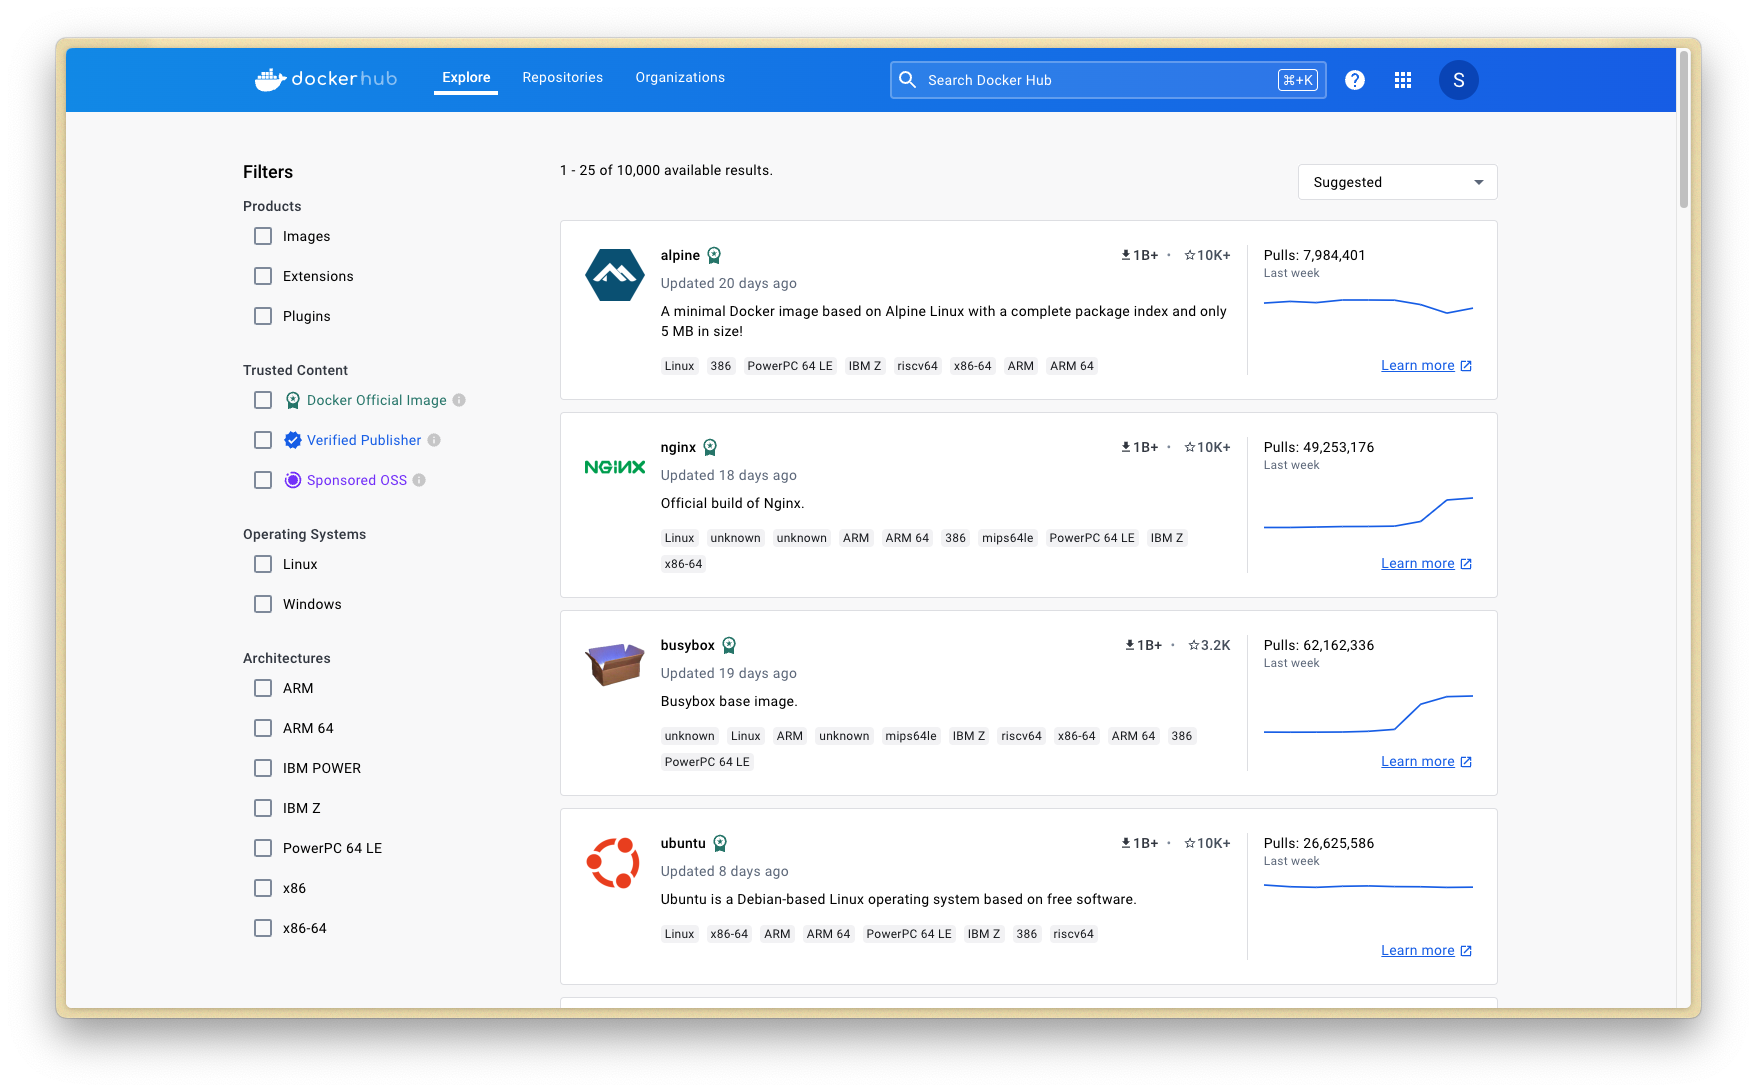 dockerhub Explore Repositories Organizations Search Docker Hub ⌘+K S
Filters
Products
Images
Extensions
Plugins
Trusted Content
Docker Official Image
Verified Publisher
Sponsored OSS
Operating Systems
Linux
Windows
Architectures
ARM
ARM 64
IBM POWER
IBM Z
PowerPC 64 LE
x86
x86-64
1 - 25 of 10,000 available results.
Suggested
alpine 1B+ • 10K+
Updated 20 days ago
A minimal Docker image based on Alpine Linux with a complete package index and only
5 MB in size!
Linux 386 PowerPC 64 LE IBM Z riscv64 x86-64 ARM ARM 64
Pulls: 7,984,401
Last week
Learn more
NGINX
nginx 1B+ • 10K+
Updated 18 days ago
Official build of Nginx.
Linux unknown unknown ARM ARM 64 386 mips64le PowerPC 64 LE IBM Z
x86-64
Pulls: 49,253,176
Last week
Learn more
busybox 1B+ • 3.2K
Updated 19 days ago
Busybox base image.
unknown Linux ARM unknown mips64le IBM Z riscv64 x86-64 ARM 64 386
PowerPC 64 LE
Pulls: 62,162,336
Last week
Learn more
ubuntu 1B+ • 10K+
Updated 8 days ago
Ubuntu is a Debian-based Linux operating system based on free software.
Linux x86-64 ARM ARM 64 PowerPC 64 LE IBM Z 386 riscv64
Pulls: 26,625,586
Last week
Learn more